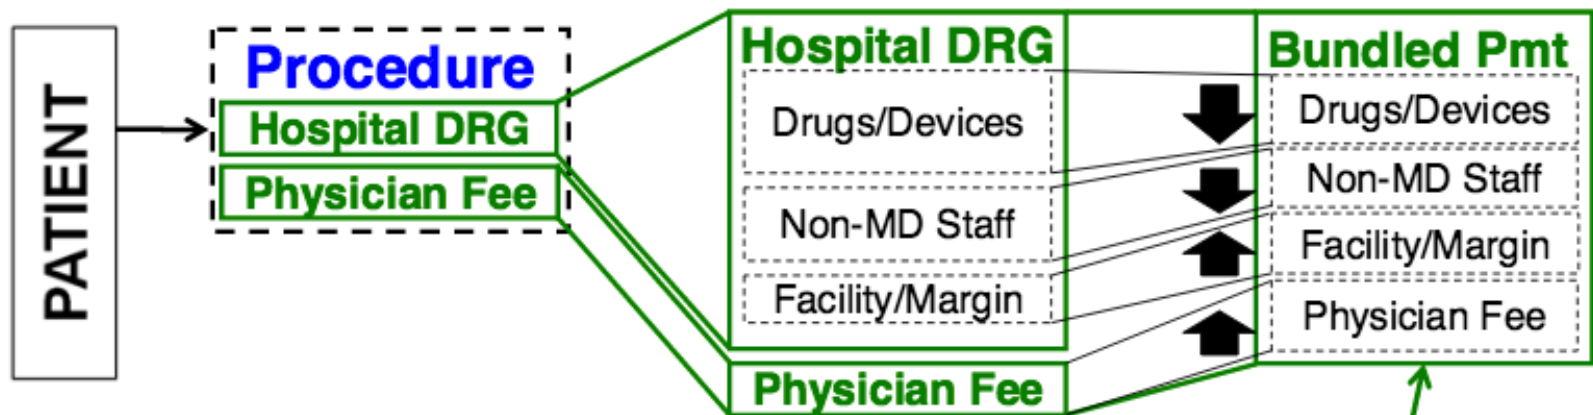 PATIENT
Procedure
Hospital DRG
Physician Fee
Hospital DRG
Drugs/Devices
Non-MD Staff
Facility/Margin
Physician Fee
Bundled Pmt
Drugs/Devices
Non-MD Staff
Facility/Margin
Physician Fee